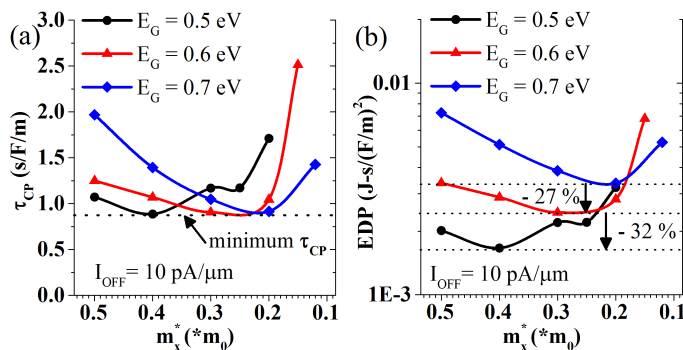 (a)
E_G = 0.5 eV
E_G = 0.6 eV
E_G = 0.7 eV
3.0
2.5
2.0
1.5
1.0
0.5
0.0
τ_CP (s/F/m)
minimum τ_CP
I_OFF = 10 pA/μm
0.5 0.4 0.3 0.2 0.1
m_x^* (*m_0)
(b)
E_G = 0.5 eV
E_G = 0.6 eV
E_G = 0.7 eV
0.01
1E-3
EDP (J-s/(F/m)^2)
- 27 %
- 32 %
I_OFF = 10 pA/μm
0.5 0.4 0.3 0.2 0.1
m_x^* (*m_0)